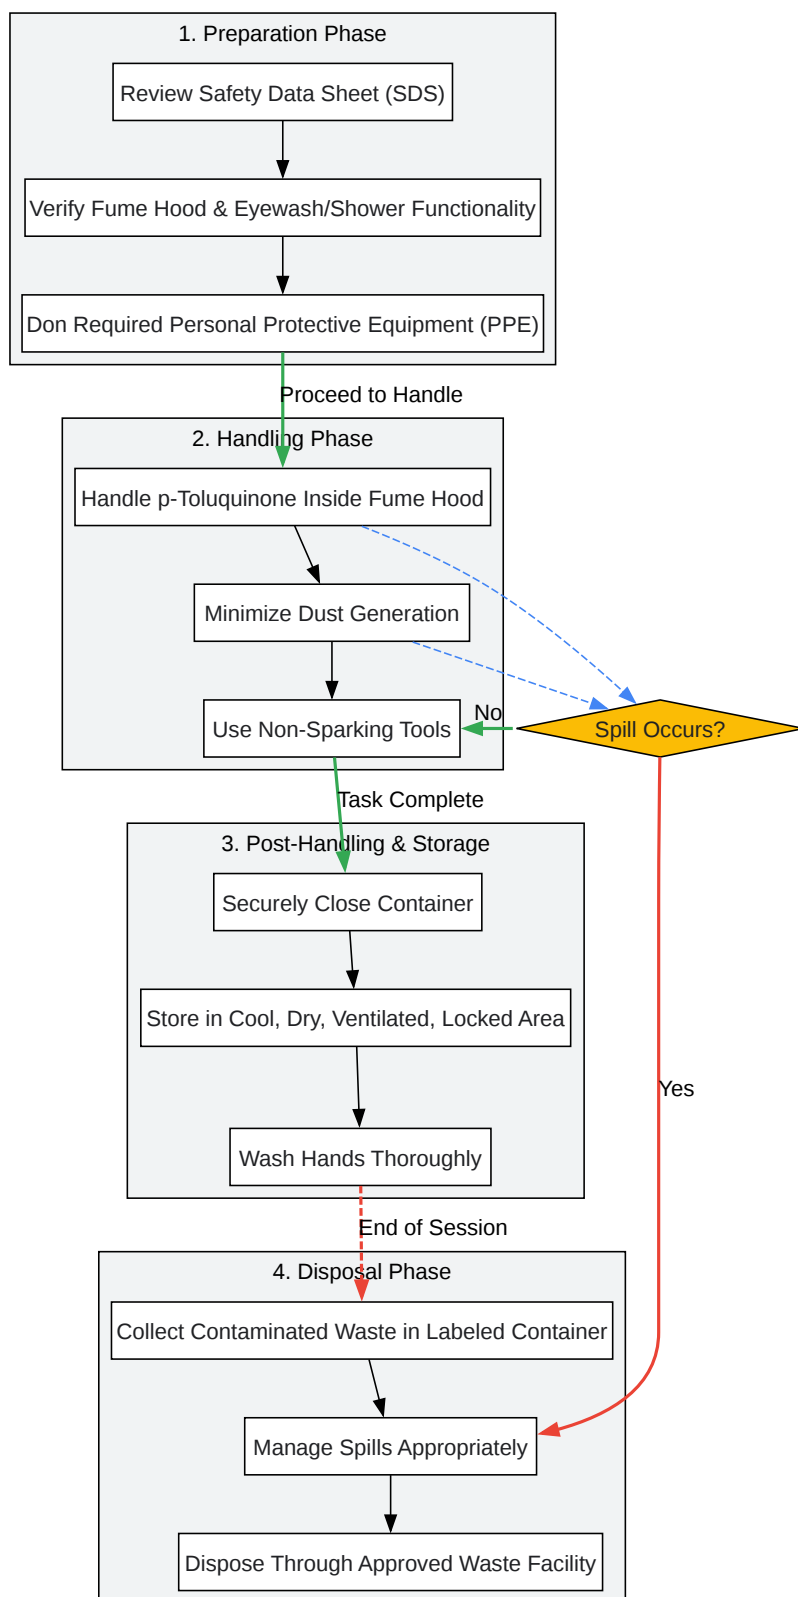 1. Preparation Phase
Review Safety Data Sheet (SDS)
Verify Fume Hood & Eyewash/Shower Functionality
Don Required Personal Protective Equipment (PPE)
Proceed to Handle
2. Handling Phase
Handle p-Toluquinone Inside Fume Hood
Minimize Dust Generation
No
Use Non-Sparking Tools
Spill Occurs?
Task Complete
3. Post-Handling & Storage
Securely Close Container
Store in Cool, Dry, Ventilated, Locked Area
Yes
Wash Hands Thoroughly
End of Session
4. Disposal Phase
Collect Contaminated Waste in Labeled Container
Manage Spills Appropriately
Dispose Through Approved Waste Facility